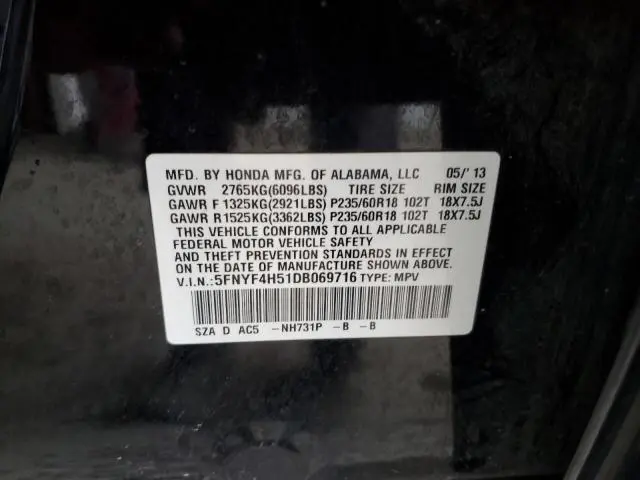 MFD. BY HONDA MFG. OF ALABAMA, LLC 05/'13
GVWR 2765KG(6096LBS) TIRE SIZE RIM SIZE
GAWR F 1325KG(2921LBS) P235/60R18 102T 18X7.5J
GAWR R 1525KG(3362LBS) P235/60R18 102T 18X7.5J
THIS VEHICLE CONFORMS TO ALL APPLICABLE
FEDERAL MOTOR VEHICLE SAFETY
AND THEFT PREVENTION STANDARDS IN EFFECT
ON THE DATE OF MANUFACTURE SHOWN ABOVE.
V.I.N.:5FNYF4H51DB069716 TYPE: MPV
SZA D AC5 -NH731P -B -B